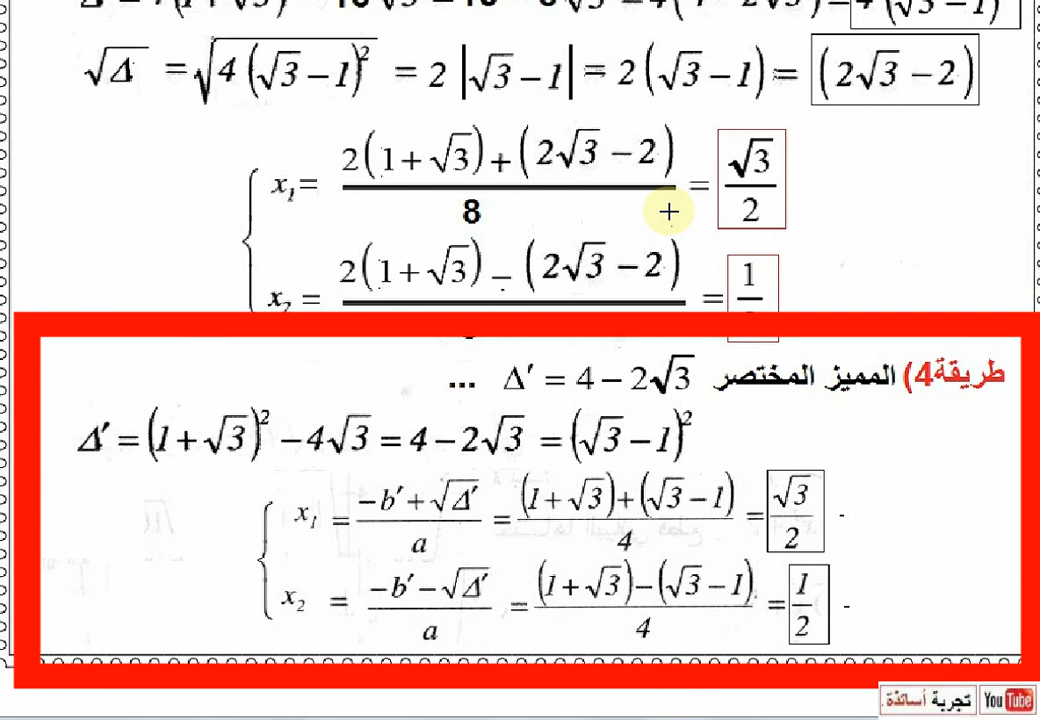 √Δ = √4(√3−1)² = 2|√3−1| = 2(√3−1) = (2√3−2)
x₁ = 2(1+√3)+(2√3−2) / 8 = √3/2
x₂ = 2(1+√3)−(2√3−2) = 1
طريقة4) المميز المختصر Δ′ = 4−2√3 ...
Δ′ = (1+√3)² −4√3 = 4−2√3 = (√3−1)²
x₁ = −b′+√Δ′ / a = (1+√3)+(√3−1) / 4 = √3/2
x₂ = −b′−√Δ′ / a = (1+√3)−(√3−1) / 4 = 1/2
تجربة أساتذة. YouTube